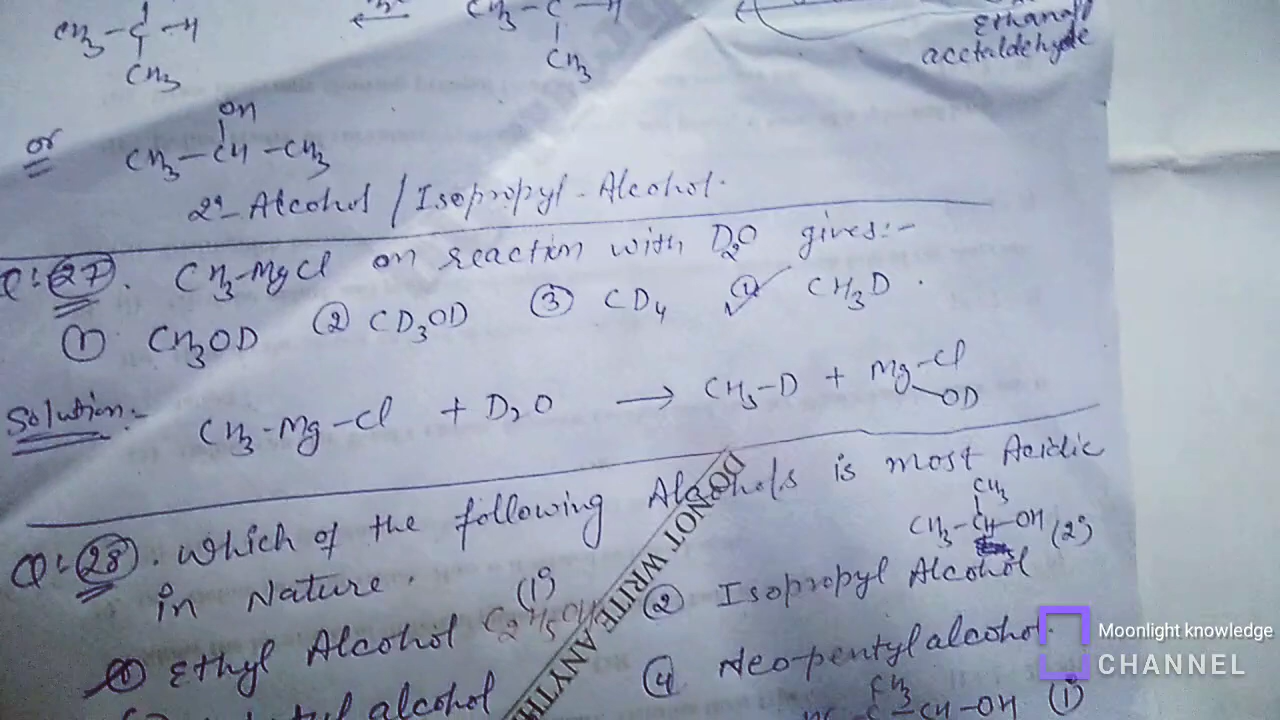 CH3-C-H
CH3
CH3-C-H
CH3
Ethanal/
acetaldehyde
or
OH
CH3-CH-CH3
2°-Alcohol / Isopropyl-Alcohol.
Q:27. CH3-MgCl on reaction with D2O gives:-
① CH3OD ② CD3OD ③ CD4 ④ CH3D.
Solution:-
CH3-Mg-Cl + D2O → CH3-D + Mg-Cl
OD
Q:28. Which of the following Alcohols is most Acidic
in Nature.
CH3
CH3-CH-OH (2°)
(1°)
① Ethyl Alcohol C2H5OH ② Isopropyl Alcohol
④ Neo-pentyl alcohol.
alcohol
CH3
C-CH-OH (1°)
DO NOT WRITE ANYTH
Moonlight knowledge
CHANNEL